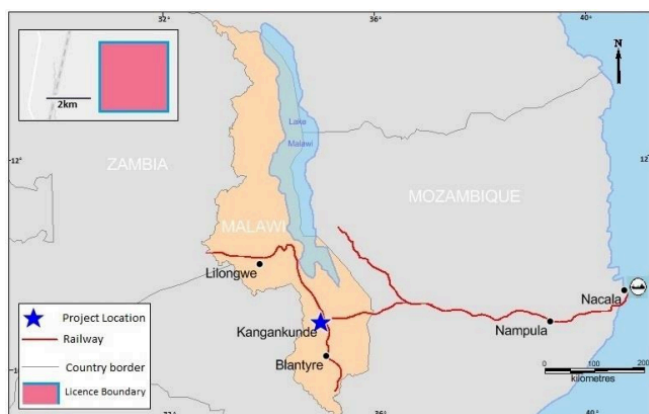 32°
36°
40°
N
2km
Lake
Malawi
12°
12
ZAMBIA
MOZAMBIQUE
MALAWI
Lilongwe
Nacala
Project Location
Kangankunde
Nampula
Railway
Blantyre
Country border
0 100 200
kilometres
Licence Boundary
36°
40°